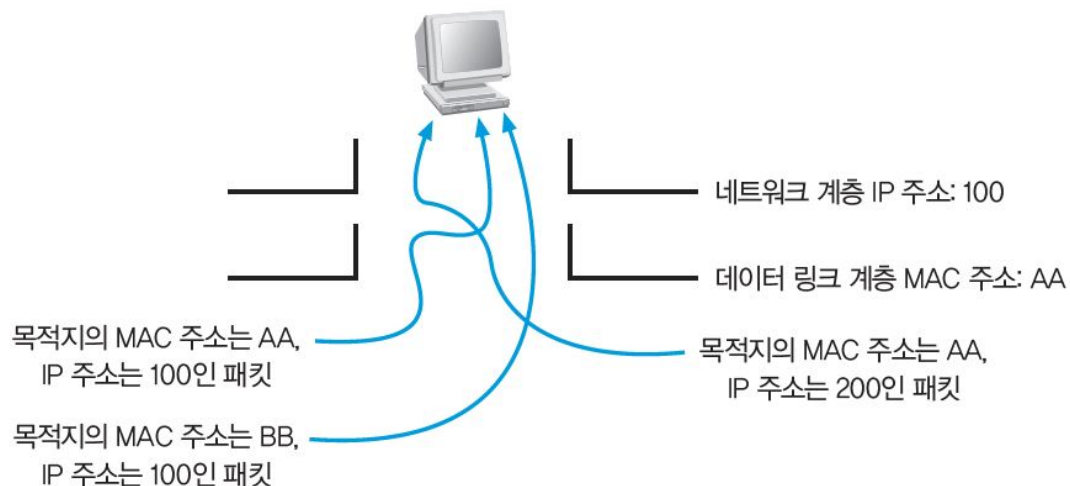 네트워크 계층 IP 주소: 100
데이터 링크 계층 MAC 주소: AA
목적지의 MAC 주소는 AA,
IP 주소는 100인 패킷
목적지의 MAC 주소는 AA,
IP 주소는 200인 패킷
목적지의 MAC 주소는 BB,
IP 주소는 100인 패킷